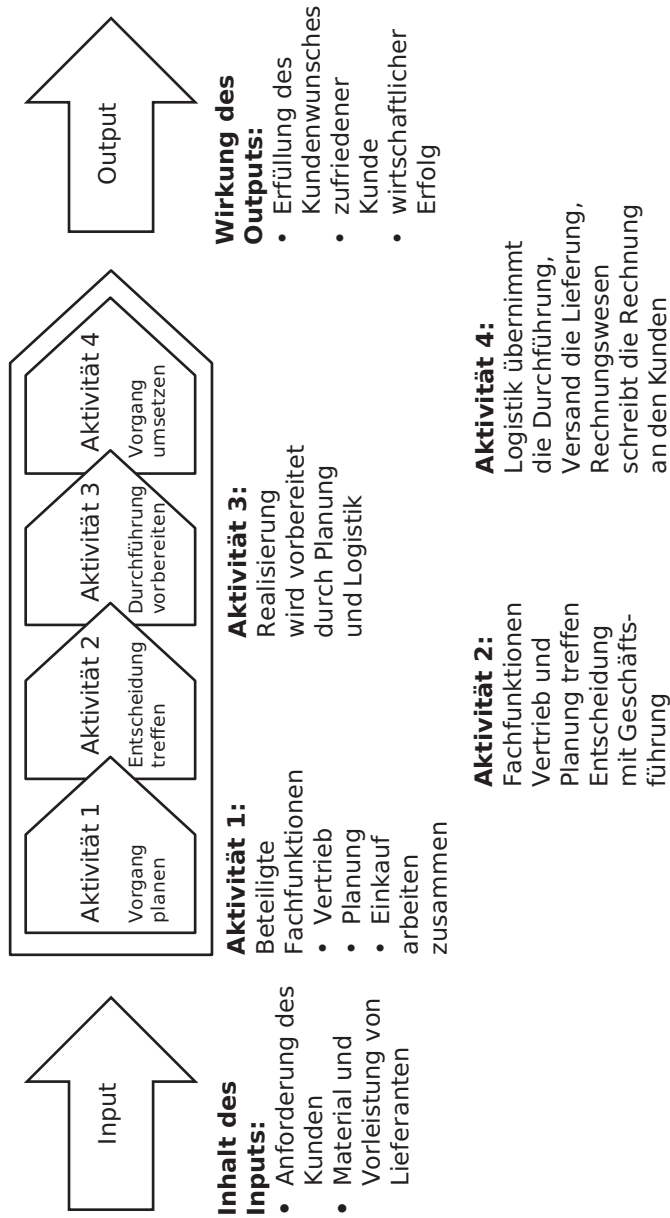 Input
Aktivität 1
Vorgang
planen
Aktivität 2
Entscheidung
treffen
Aktivität 3
Durchführung
vorbereiten
Aktivität 4
Vorgang
umsetzen
Output
Inhalt des
Inputs:
• Anforderung des
Kunden
• Material und
Vorleistung von
Lieferanten
Aktivität 1:
Beteiligte
Fachfunktionen
• Vertrieb
• Planung
• Einkauf
arbeiten
zusammen
Aktivität 2:
Fachfunktionen
Vertrieb und
Planung treffen
Entscheidung
mit Geschäfts-
führung
Aktivität 3:
Realisierung
wird vorbereitet
durch Planung
und Logistik
Aktivität 4:
Logistik übernimmt
die Durchführung,
Versand die Lieferung,
Rechnungswesen
schreibt die Rechnung
an den Kunden
Wirkung des
Outputs:
• Erfüllung des
Kundenwunsches
• zufriedener
Kunde
• wirtschaftlicher
Erfolg